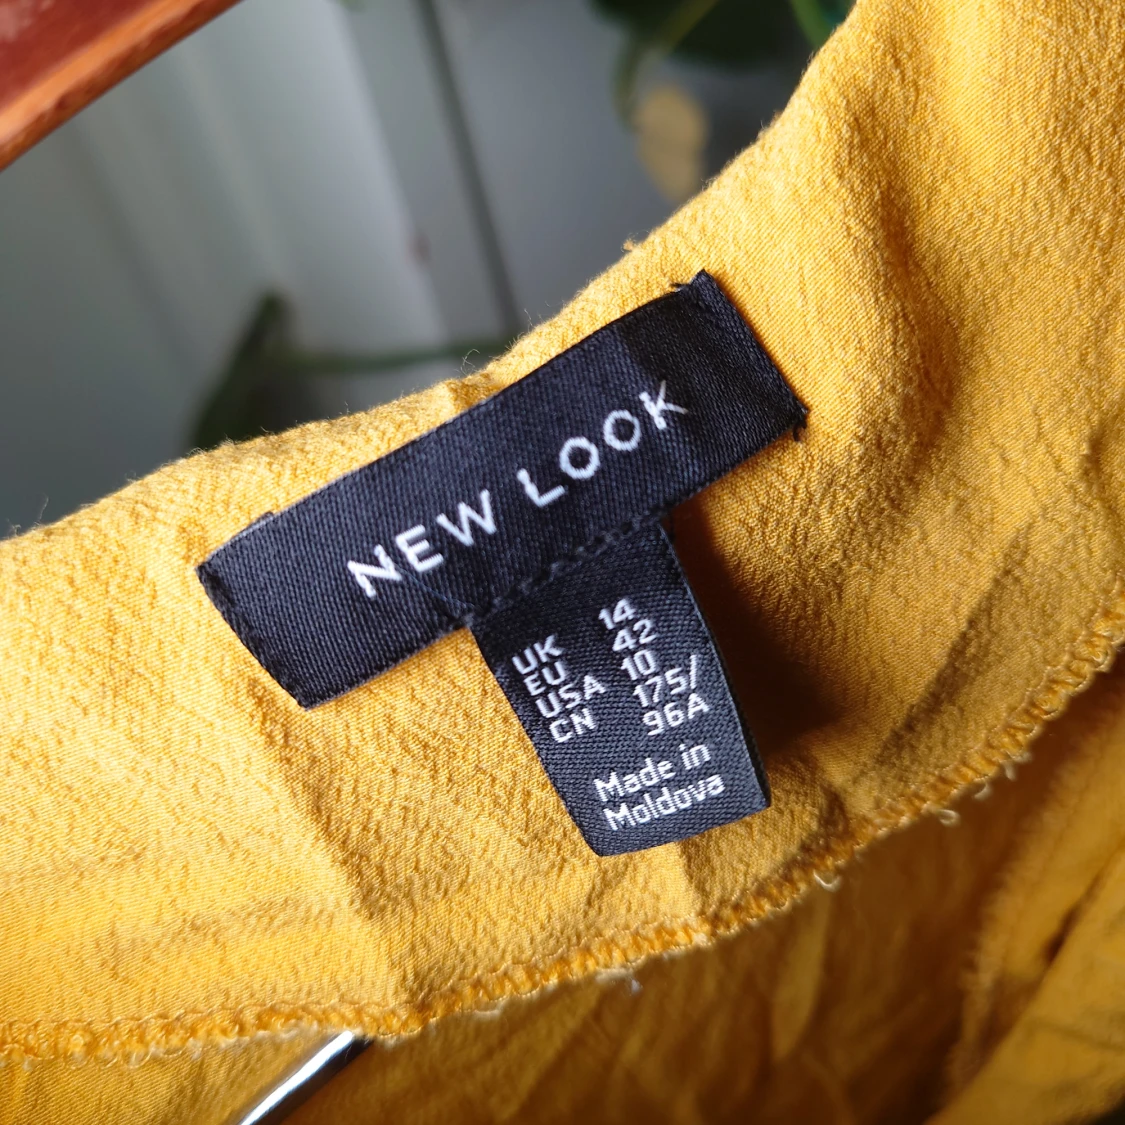 NEW LOOK
UK 14
EU 42
USA 10
CN 175/
96A
Made in
Moldova